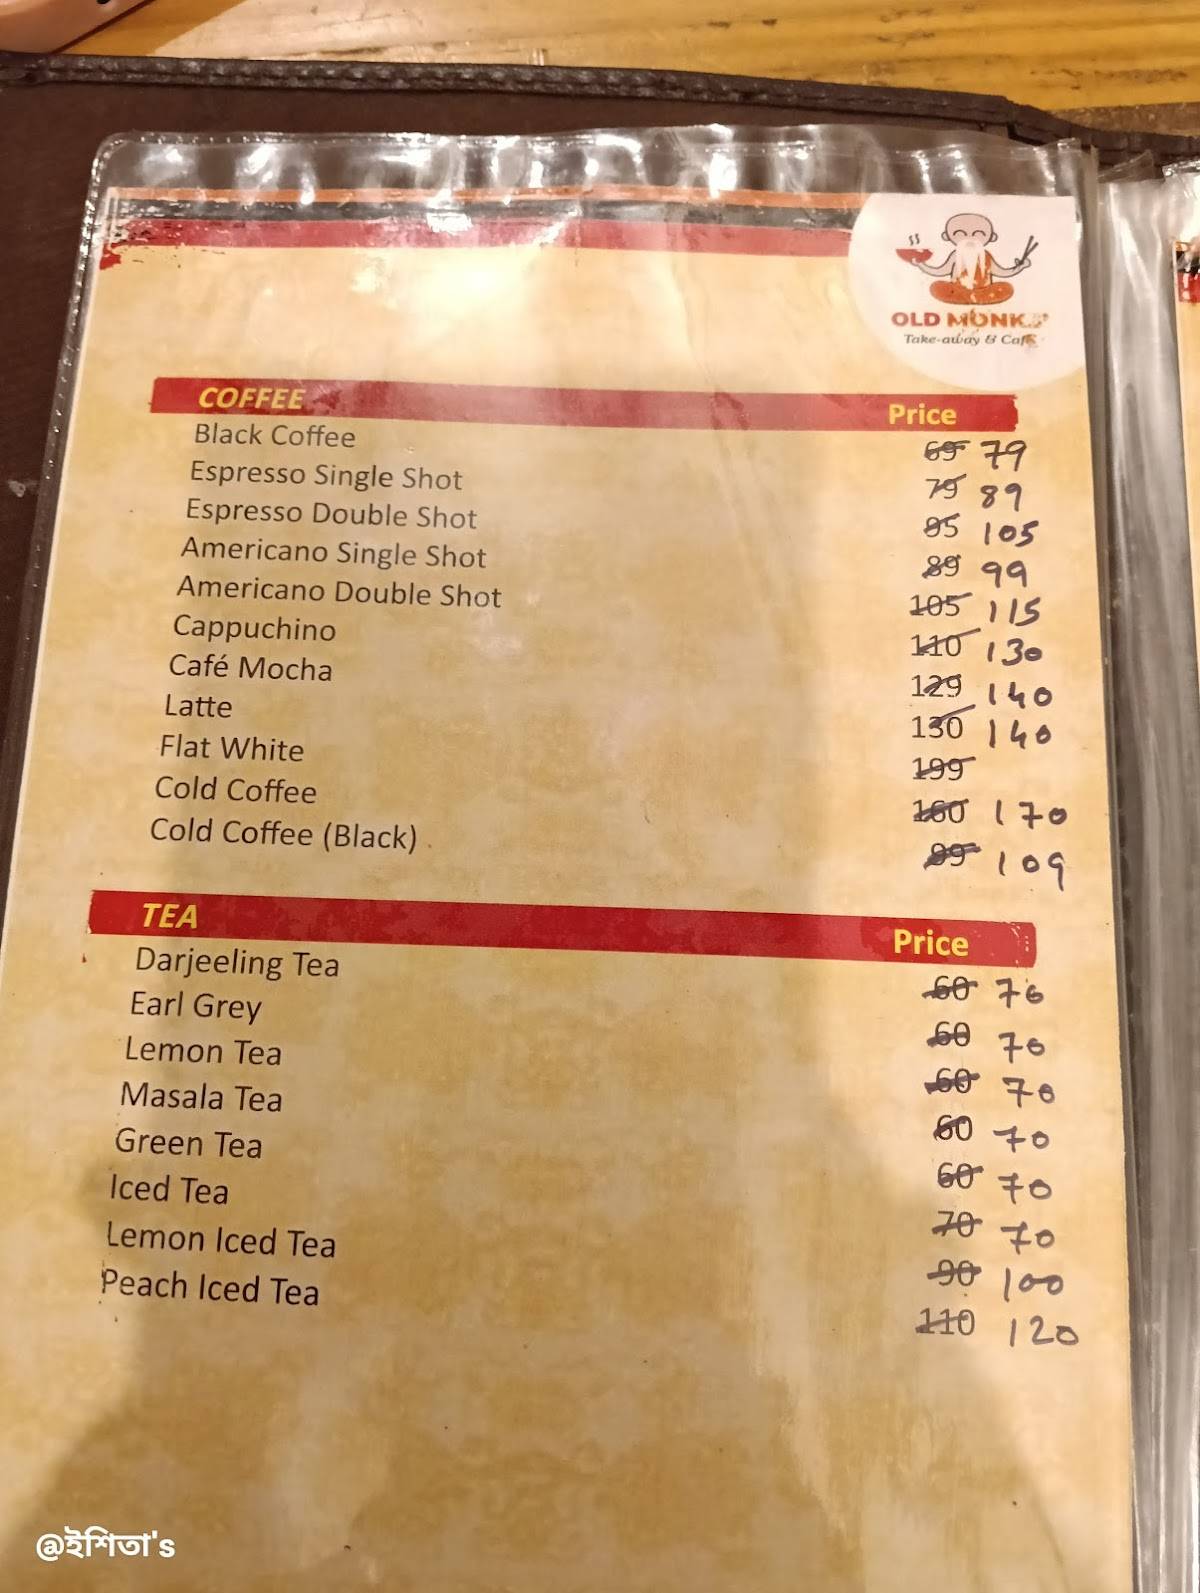 OLD MONK
Take-away & Café
COFFEE Price
Black Coffee 69 79
Espresso Single Shot 79 89
Espresso Double Shot 95 105
Americano Single Shot 89 99
Americano Double Shot 105 115
Cappuchino 110 130
Café Mocha 129 140
Latte 130 140
Flat White 199
Cold Coffee 160 170
Cold Coffee (Black) 99 109
TEA Price
Darjeeling Tea 60 70
Earl Grey 60 70
Lemon Tea 60 70
Masala Tea 60 70
Green Tea 60 70
Iced Tea 70 70
Lemon Iced Tea 90 100
Peach Iced Tea 110 120
@ইশিতা's